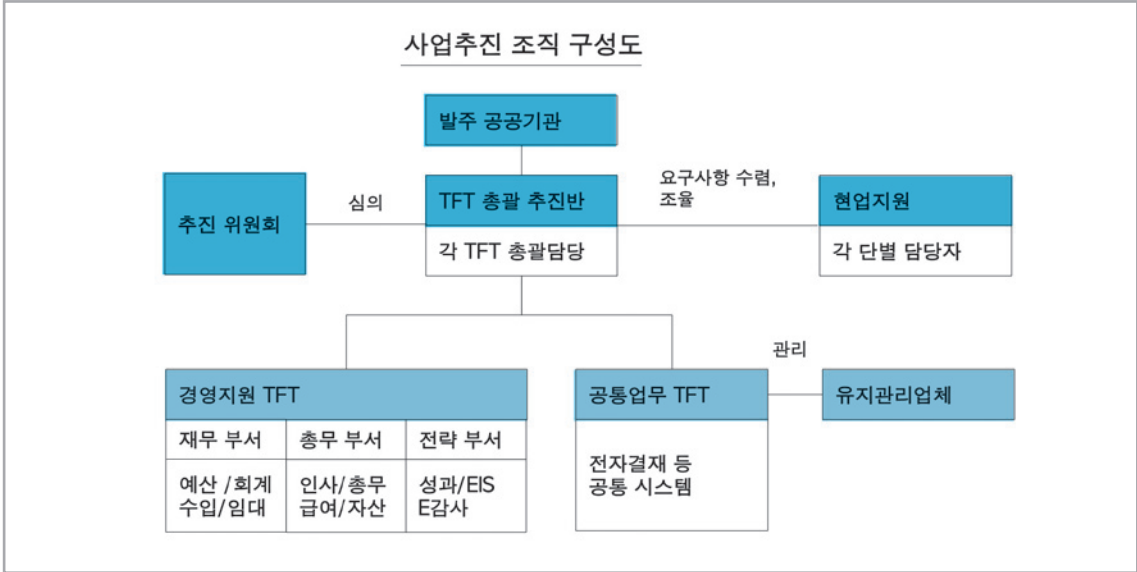 사업추진 조직 구성도
발주 공공기관
추진 위원회
심의
TFT 총괄 추진반
각 TFT 총괄담당
요구사항 수렴,
조율
현업지원
각 단별 담당자
경영지원 TFT
재무 부서
총무 부서
전략 부서
예산 /회계
수입/임대
인사/총무
급여/자산
성과/EIS
E감사
공통업무 TFT
전자결재 등
공통 시스템
관리
유지관리업체